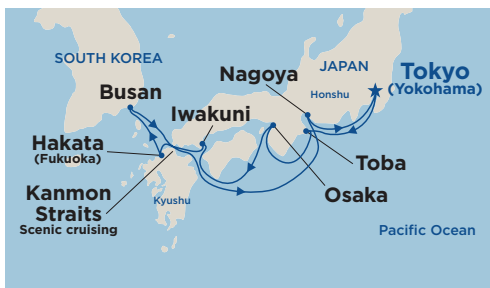 SOUTH KOREA
Busan
Hakata
(Fukuoka)
Kanmon
Straits
Scenic cruising
Iwakuni
Kyushu
Nagoya
JAPAN
Honshu
Tokyo
(Yokohama)
Toba
Osaka
Pacific Ocean